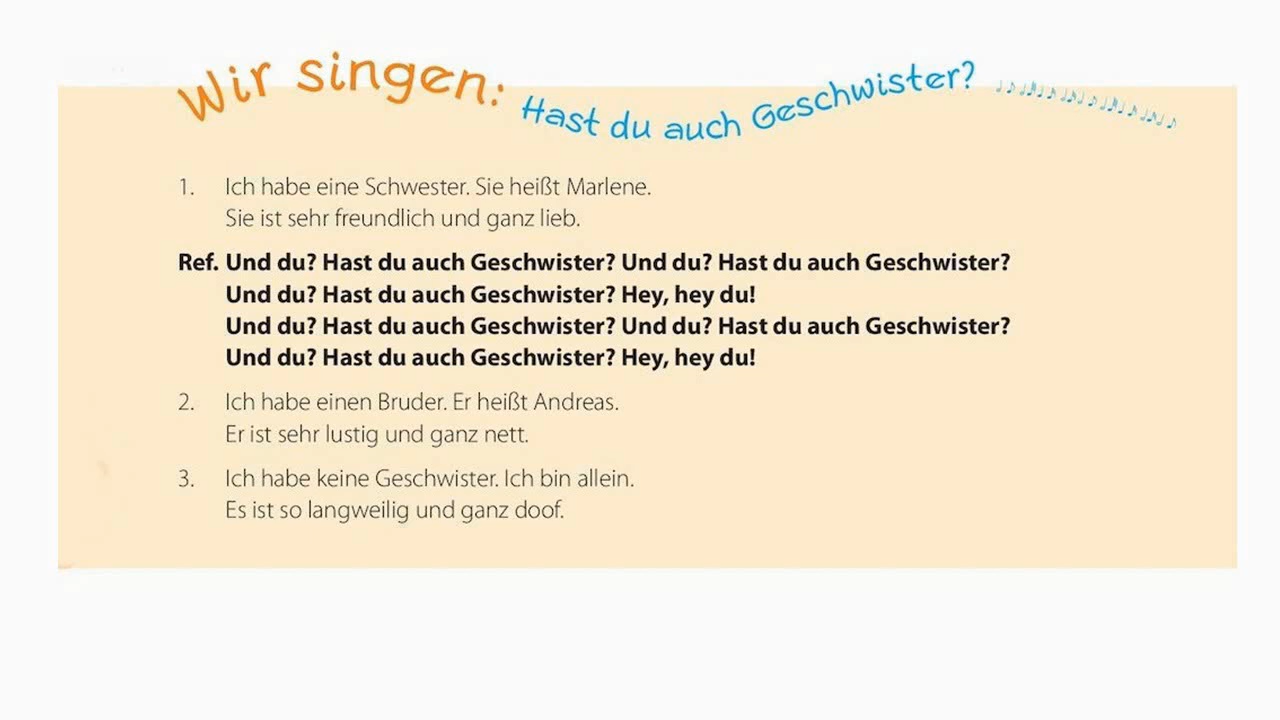 Wir singen: Hast du auch Geschwister?
1. Ich habe eine Schwester. Sie heißt Marlene.
Sie ist sehr freundlich und ganz lieb.
Ref. Und du? Hast du auch Geschwister? Und du? Hast du auch Geschwister?
Und du? Hast du auch Geschwister? Hey, hey du!
Und du? Hast du auch Geschwister? Und du? Hast du auch Geschwister?
Und du? Hast du auch Geschwister? Hey, hey du!
2. Ich habe einen Bruder. Er heißt Andreas.
Er ist sehr lustig und ganz nett.
3. Ich habe keine Geschwister. Ich bin allein.
Es ist so langweilig und ganz doof.